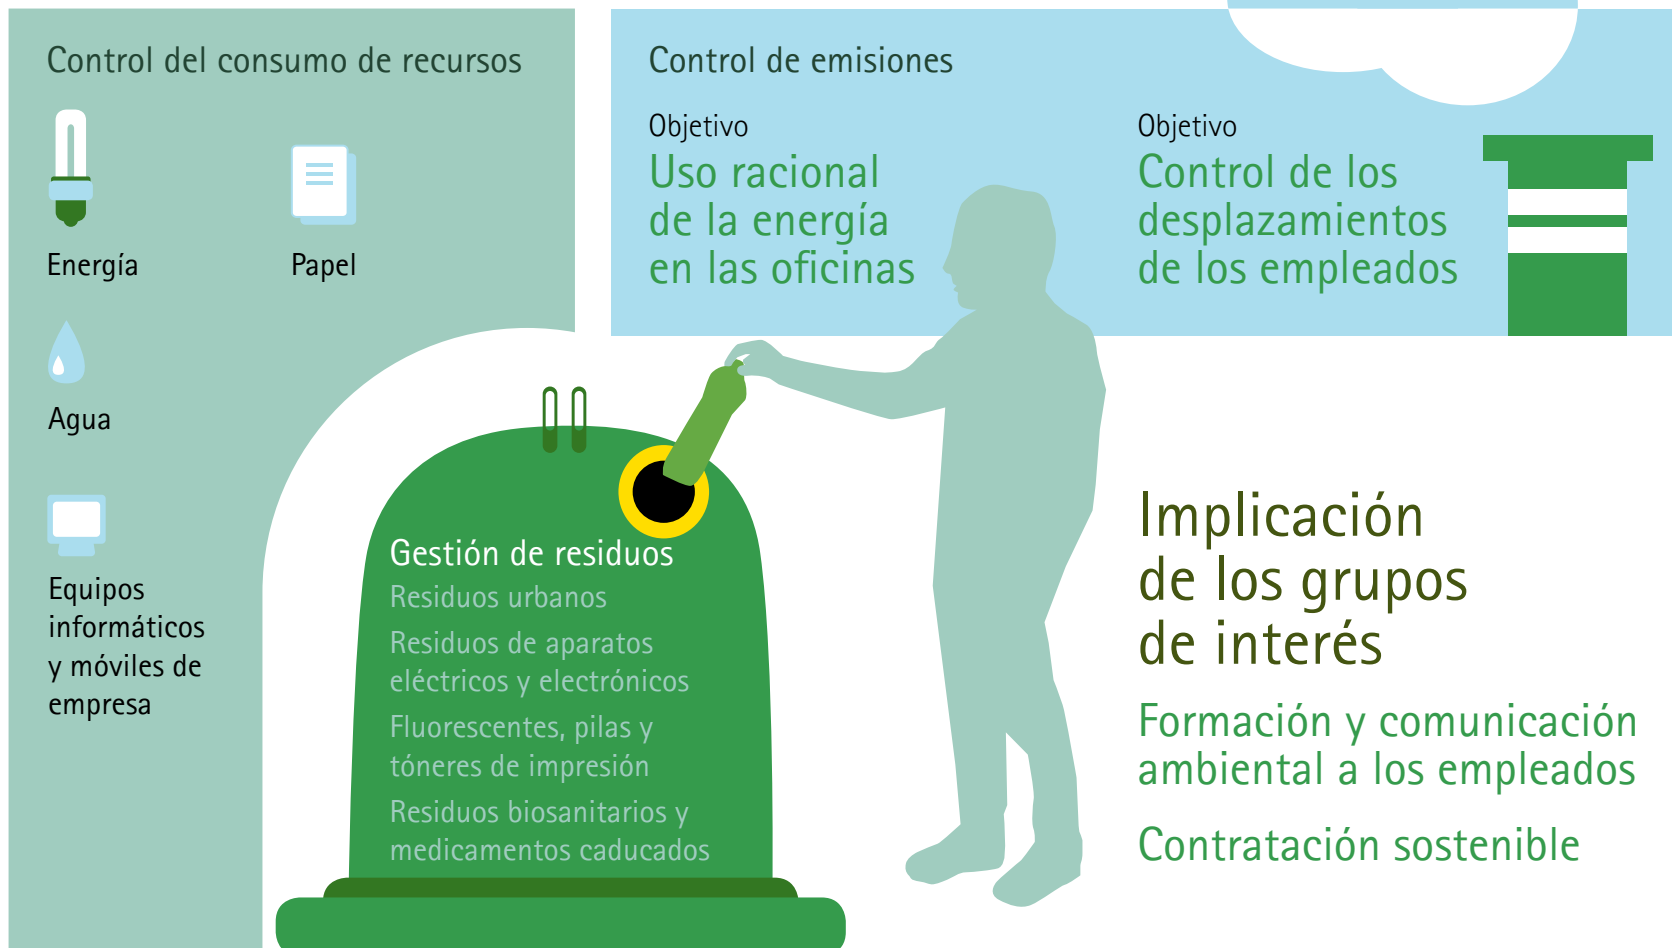 Control del consumo de recursos
Energía
Papel
Agua
Equipos
informáticos
y móviles de
empresa
Control de emisiones
Objetivo
Uso racional
de la energía
en las oficinas
Objetivo
Control de los
desplazamientos
de los empleados
Gestión de residuos
Residuos urbanos
Residuos de aparatos
eléctricos y electrónicos
Fluorescentes, pilas y
tóneres de impresión
Residuos biosanitarios y
medicamentos caducados
Implicación
de los grupos
de interés
Formación y comunicación
ambiental a los empleados
Contratación sostenible